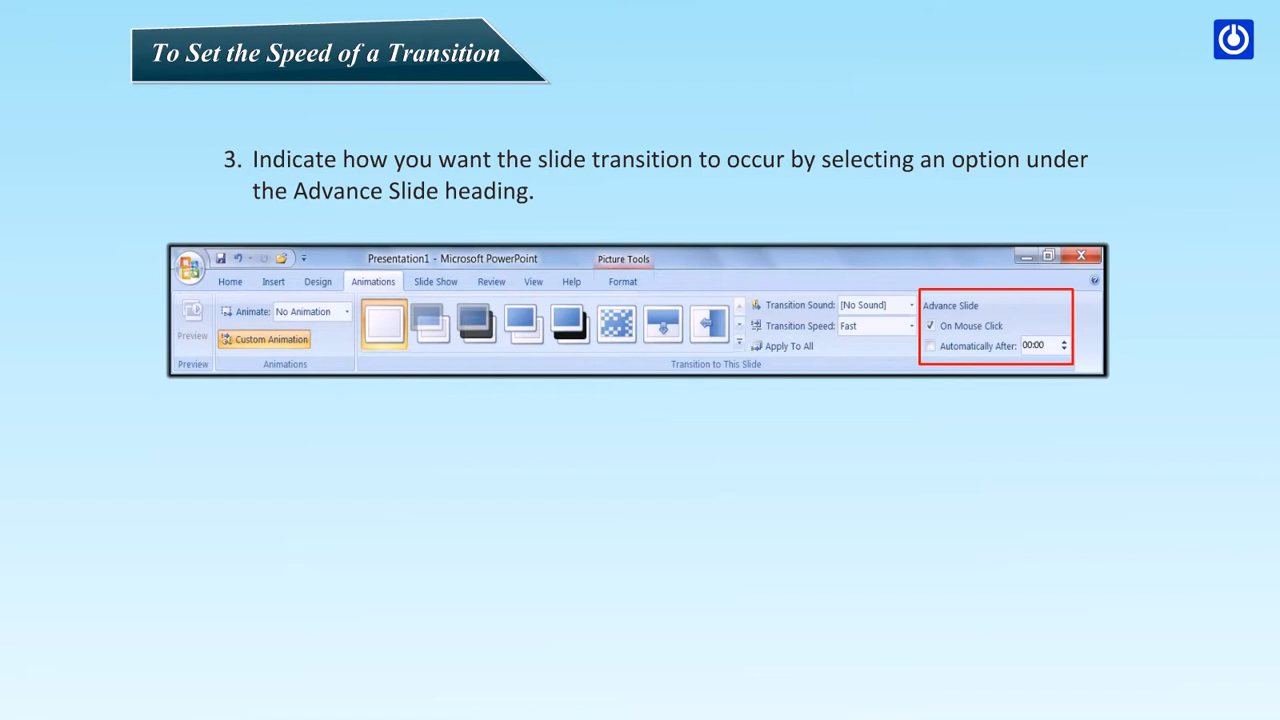 To Set the Speed of a Transition
3. Indicate how you want the slide transition to occur by selecting an option under
the Advance Slide heading.
Presentation1 - Microsoft PowerPoint
Picture Tools
Home Insert Design Animations Slide Show Review View Help Format
Preview
Preview
Animate: No Animation
Custom Animation
Animations
Transition Sound: [No Sound]
Transition Speed: Fast
Apply To All
Transition to This Slide
Advance Slide
On Mouse Click
Automatically After: 00:00